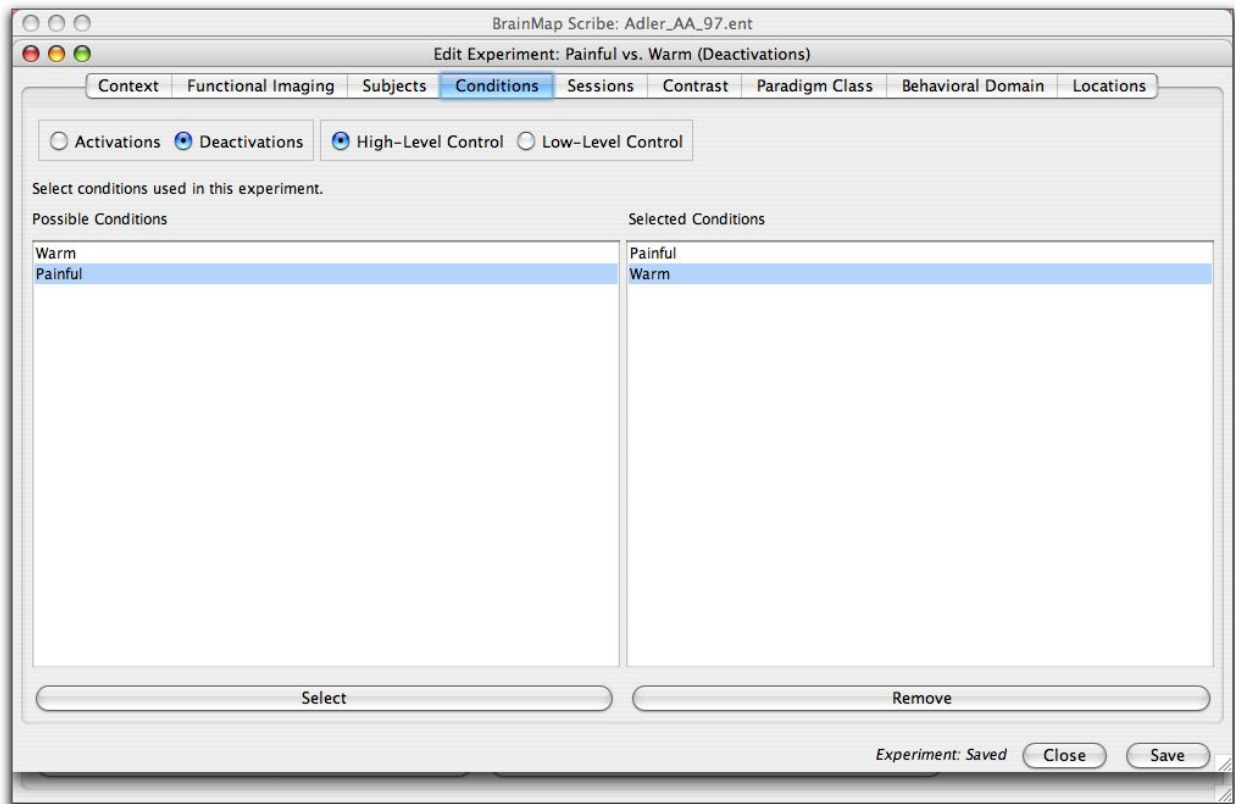 BrainMap Scribe: Adler_AA_97.ent
Edit Experiment: Painful vs. Warm (Deactivations)
Context Functional Imaging Subjects Conditions Sessions Contrast Paradigm Class Behavioral Domain Locations
Activations Deactivations High-Level Control Low-Level Control
Select conditions used in this experiment.
Possible Conditions Selected Conditions
Warm Painful
Painful Warm
Select Remove
Experiment: Saved Close Save